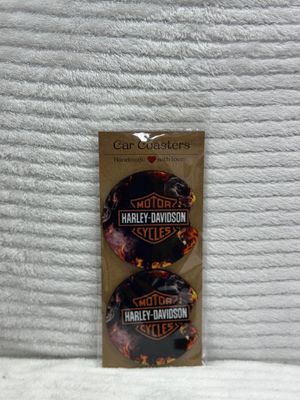 Car Coasters
Handmade ❤ with love
MOTOR
HARLEY-DAVIDSON
CYCLES
MOTOR
HARLEY-DAVIDSON
CYCLES